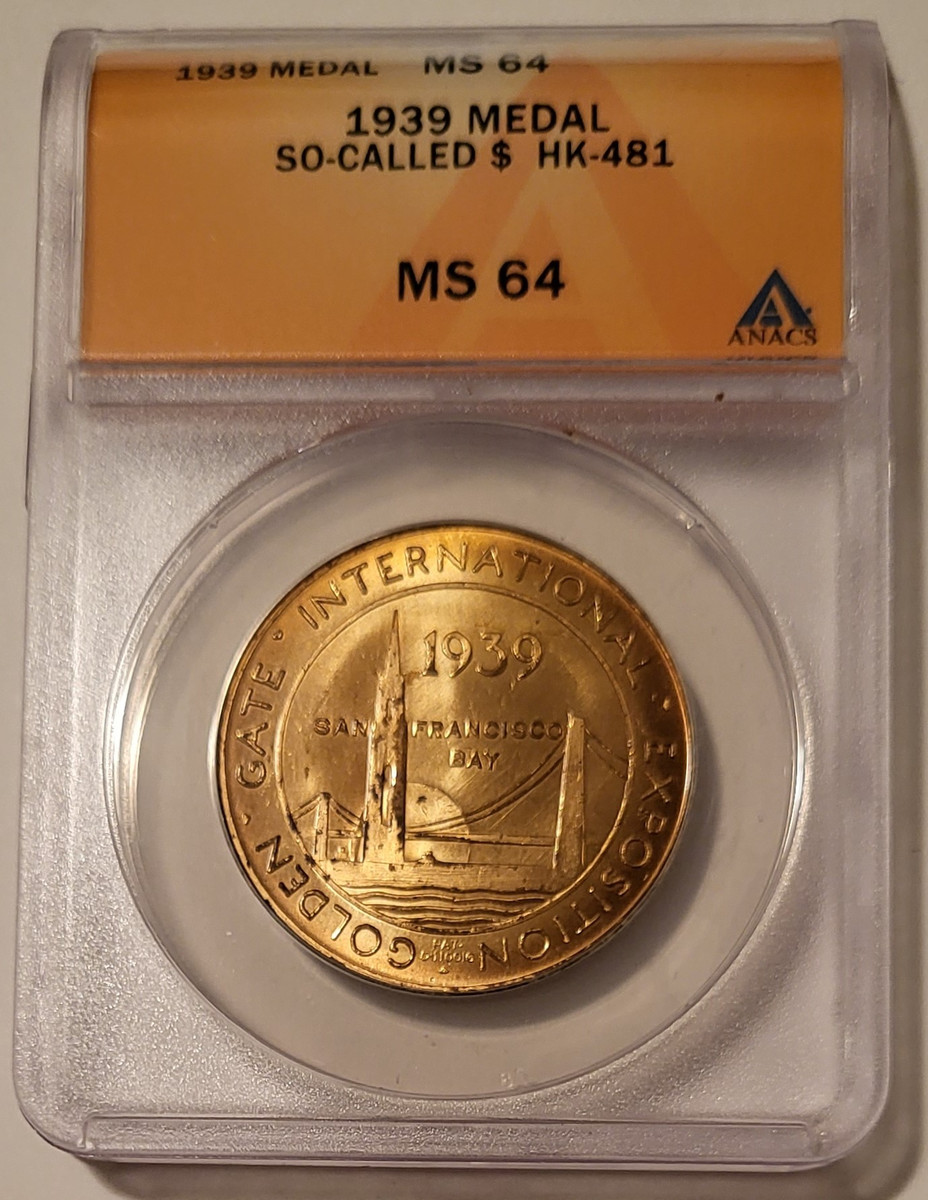 1939 MEDAL MS 64
1939 MEDAL
SO-CALLED $ HK-481
MS 64
ANACS
GOLDEN · GATE · INTERNATIONAL · EXPOSITION
1939
SAN FRANCISCO
BAY
PAT.